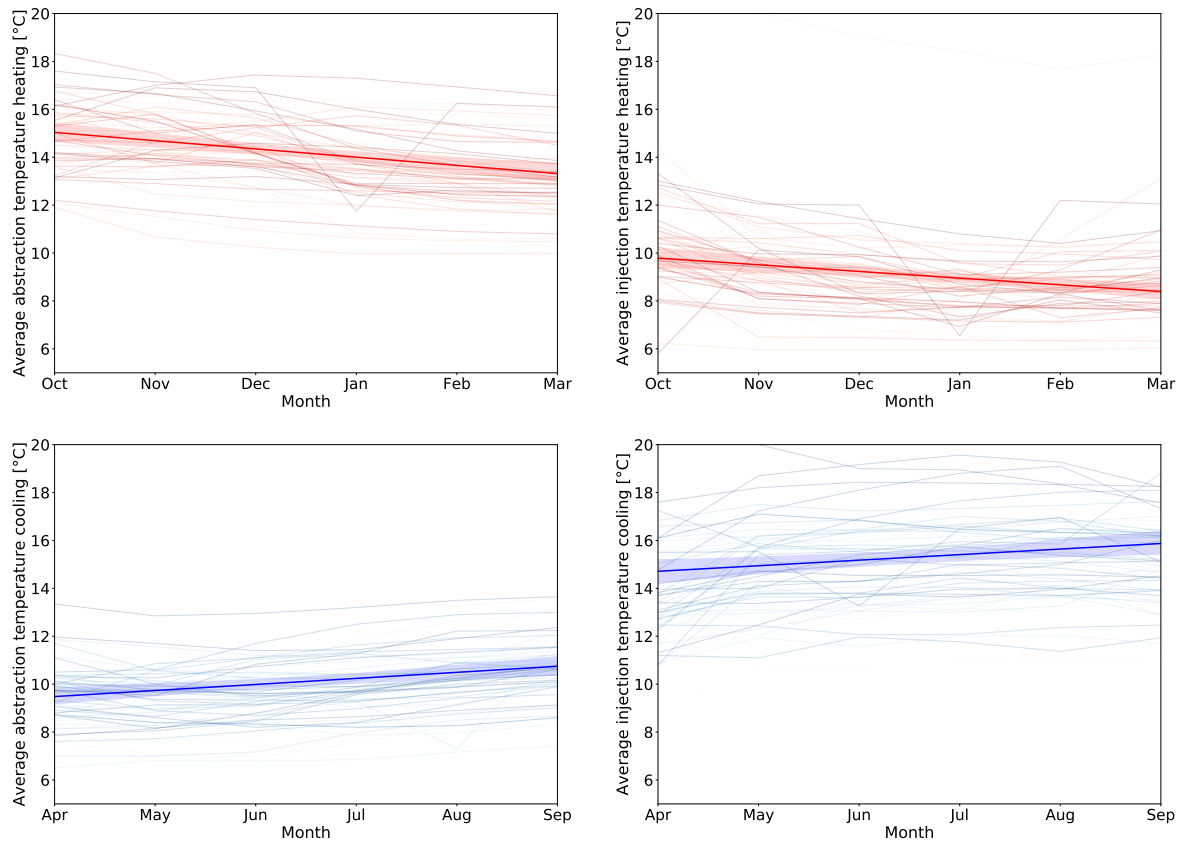 Average abstraction temperature heating [°C]
20
18
16
14
12
10
8
6
Oct Nov Dec Jan Feb Mar
Month
Average injection temperature heating [°C]
20
18
16
14
12
10
8
6
Oct Nov Dec Jan Feb Mar
Month
Average abstraction temperature cooling [°C]
20
18
16
14
12
10
8
6
Apr May Jun Jul Aug Sep
Month
Average injection temperature cooling [°C]
20
18
16
14
12
10
8
6
Apr May Jun Jul Aug Sep
Month